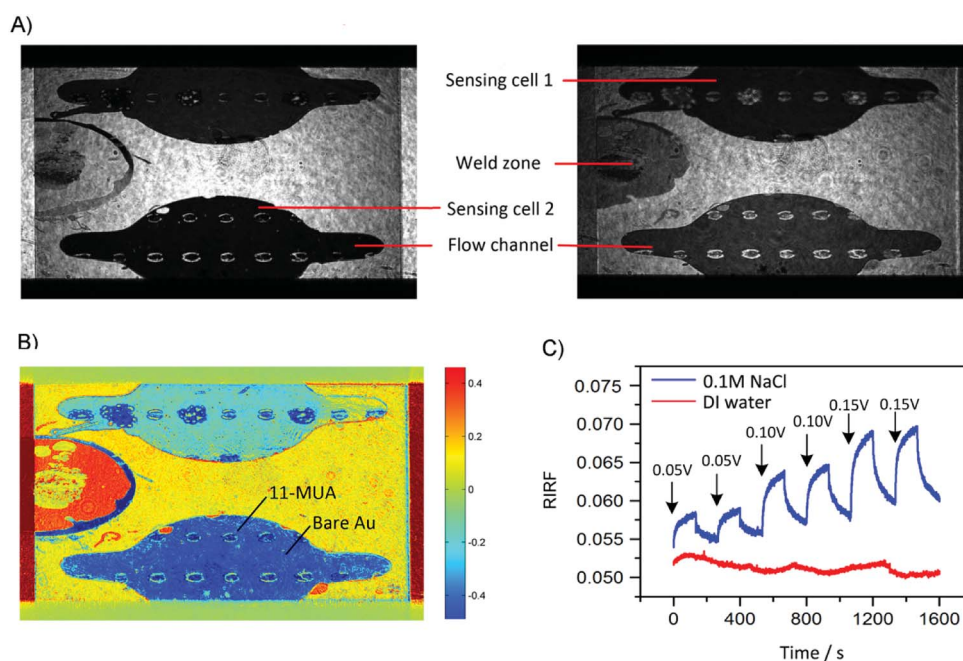 A)
Sensing cell 1
Weld zone
Sensing cell 2
Flow channel
B)
11-MUA
Bare Au
0.4
0.2
0
-0.2
-0.4
C)
0.075
0.070
0.065
0.060
0.055
0.050
RIRF
0.1M NaCl
DI water
0.05V
0.05V
0.10V
0.10V
0.15V
0.15V
0 400 800 1200 1600
Time / s